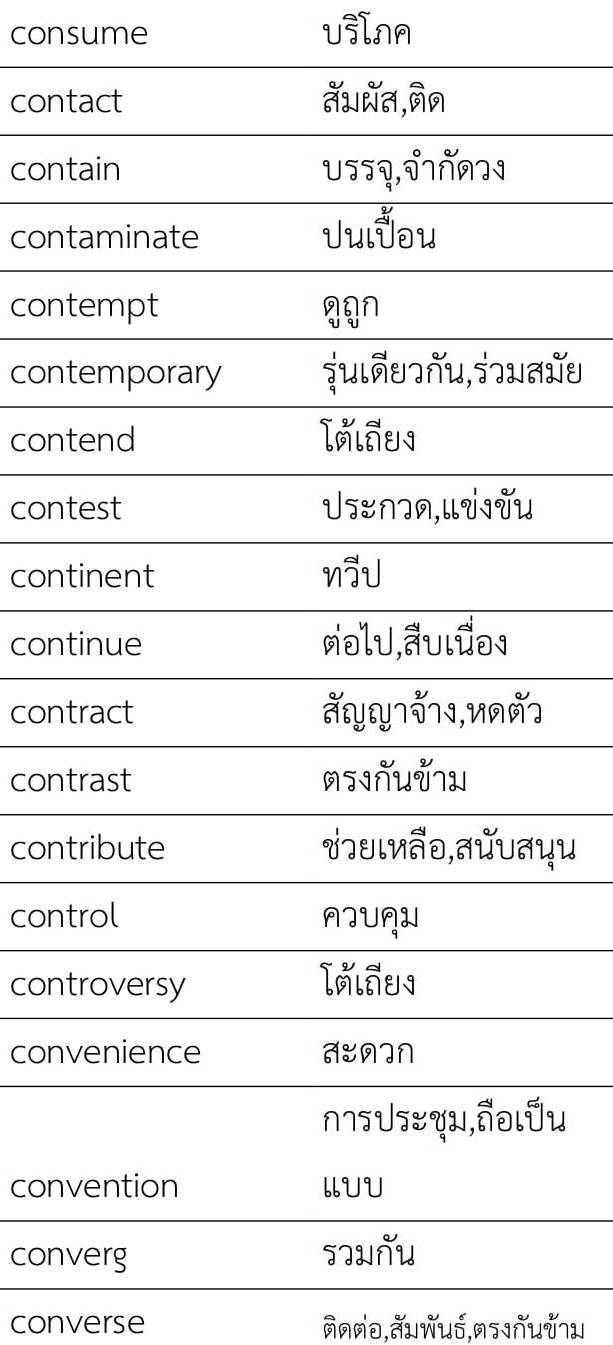 consume บริโภค
contact สัมผัส,ติด
contain บรรจุ,จำกัดวง
contaminate ปนเปื้อน
contempt ดูถูก
contemporary รุ่นเดียวกัน,ร่วมสมัย
contend โต้เถียง
contest ประกวด,แข่งขัน
continent ทวีป
continue ต่อไป,สืบเนื่อง
contract สัญญาจ้าง,หดตัว
contrast ตรงกันข้าม
contribute ช่วยเหลือ,สนับสนุน
control ควบคุม
controversy โต้เถียง
convenience สะดวก
การประชุม,ถือเป็น
convention แบบ
converg รวมกัน
converse ติดต่อ,สัมพันธ์,ตรงกันข้าม